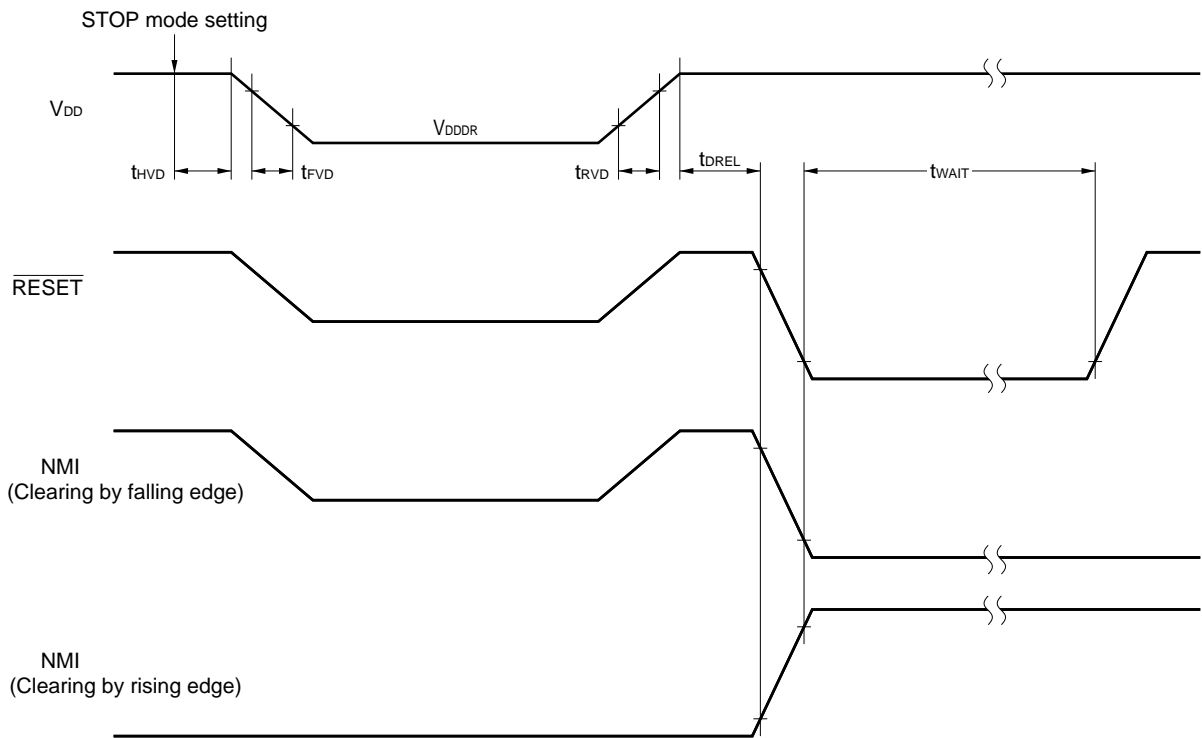 STOP mode setting
VDD
VDDDR
tHVD
tFVD
tRVD
tDREL
tWAIT
RESET
NMI
(Clearing by falling edge)
NMI
(Clearing by rising edge)